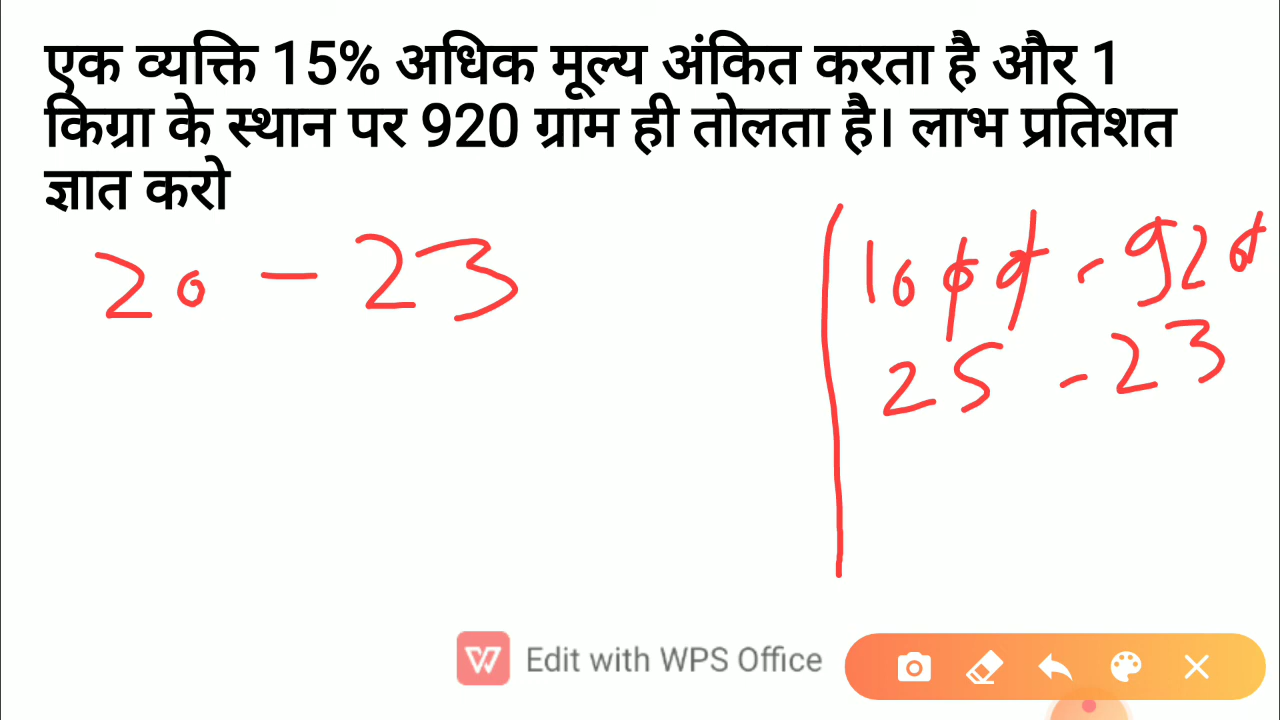 एक व्यक्ति 15% अधिक मूल्य अंकित करता है और 1
किग्रा के स्थान पर 920 ग्राम ही तोलता है। लाभ प्रतिशत
ज्ञात करो
20 - 23
1000 - 920
25 - 23
Edit with WPS Office